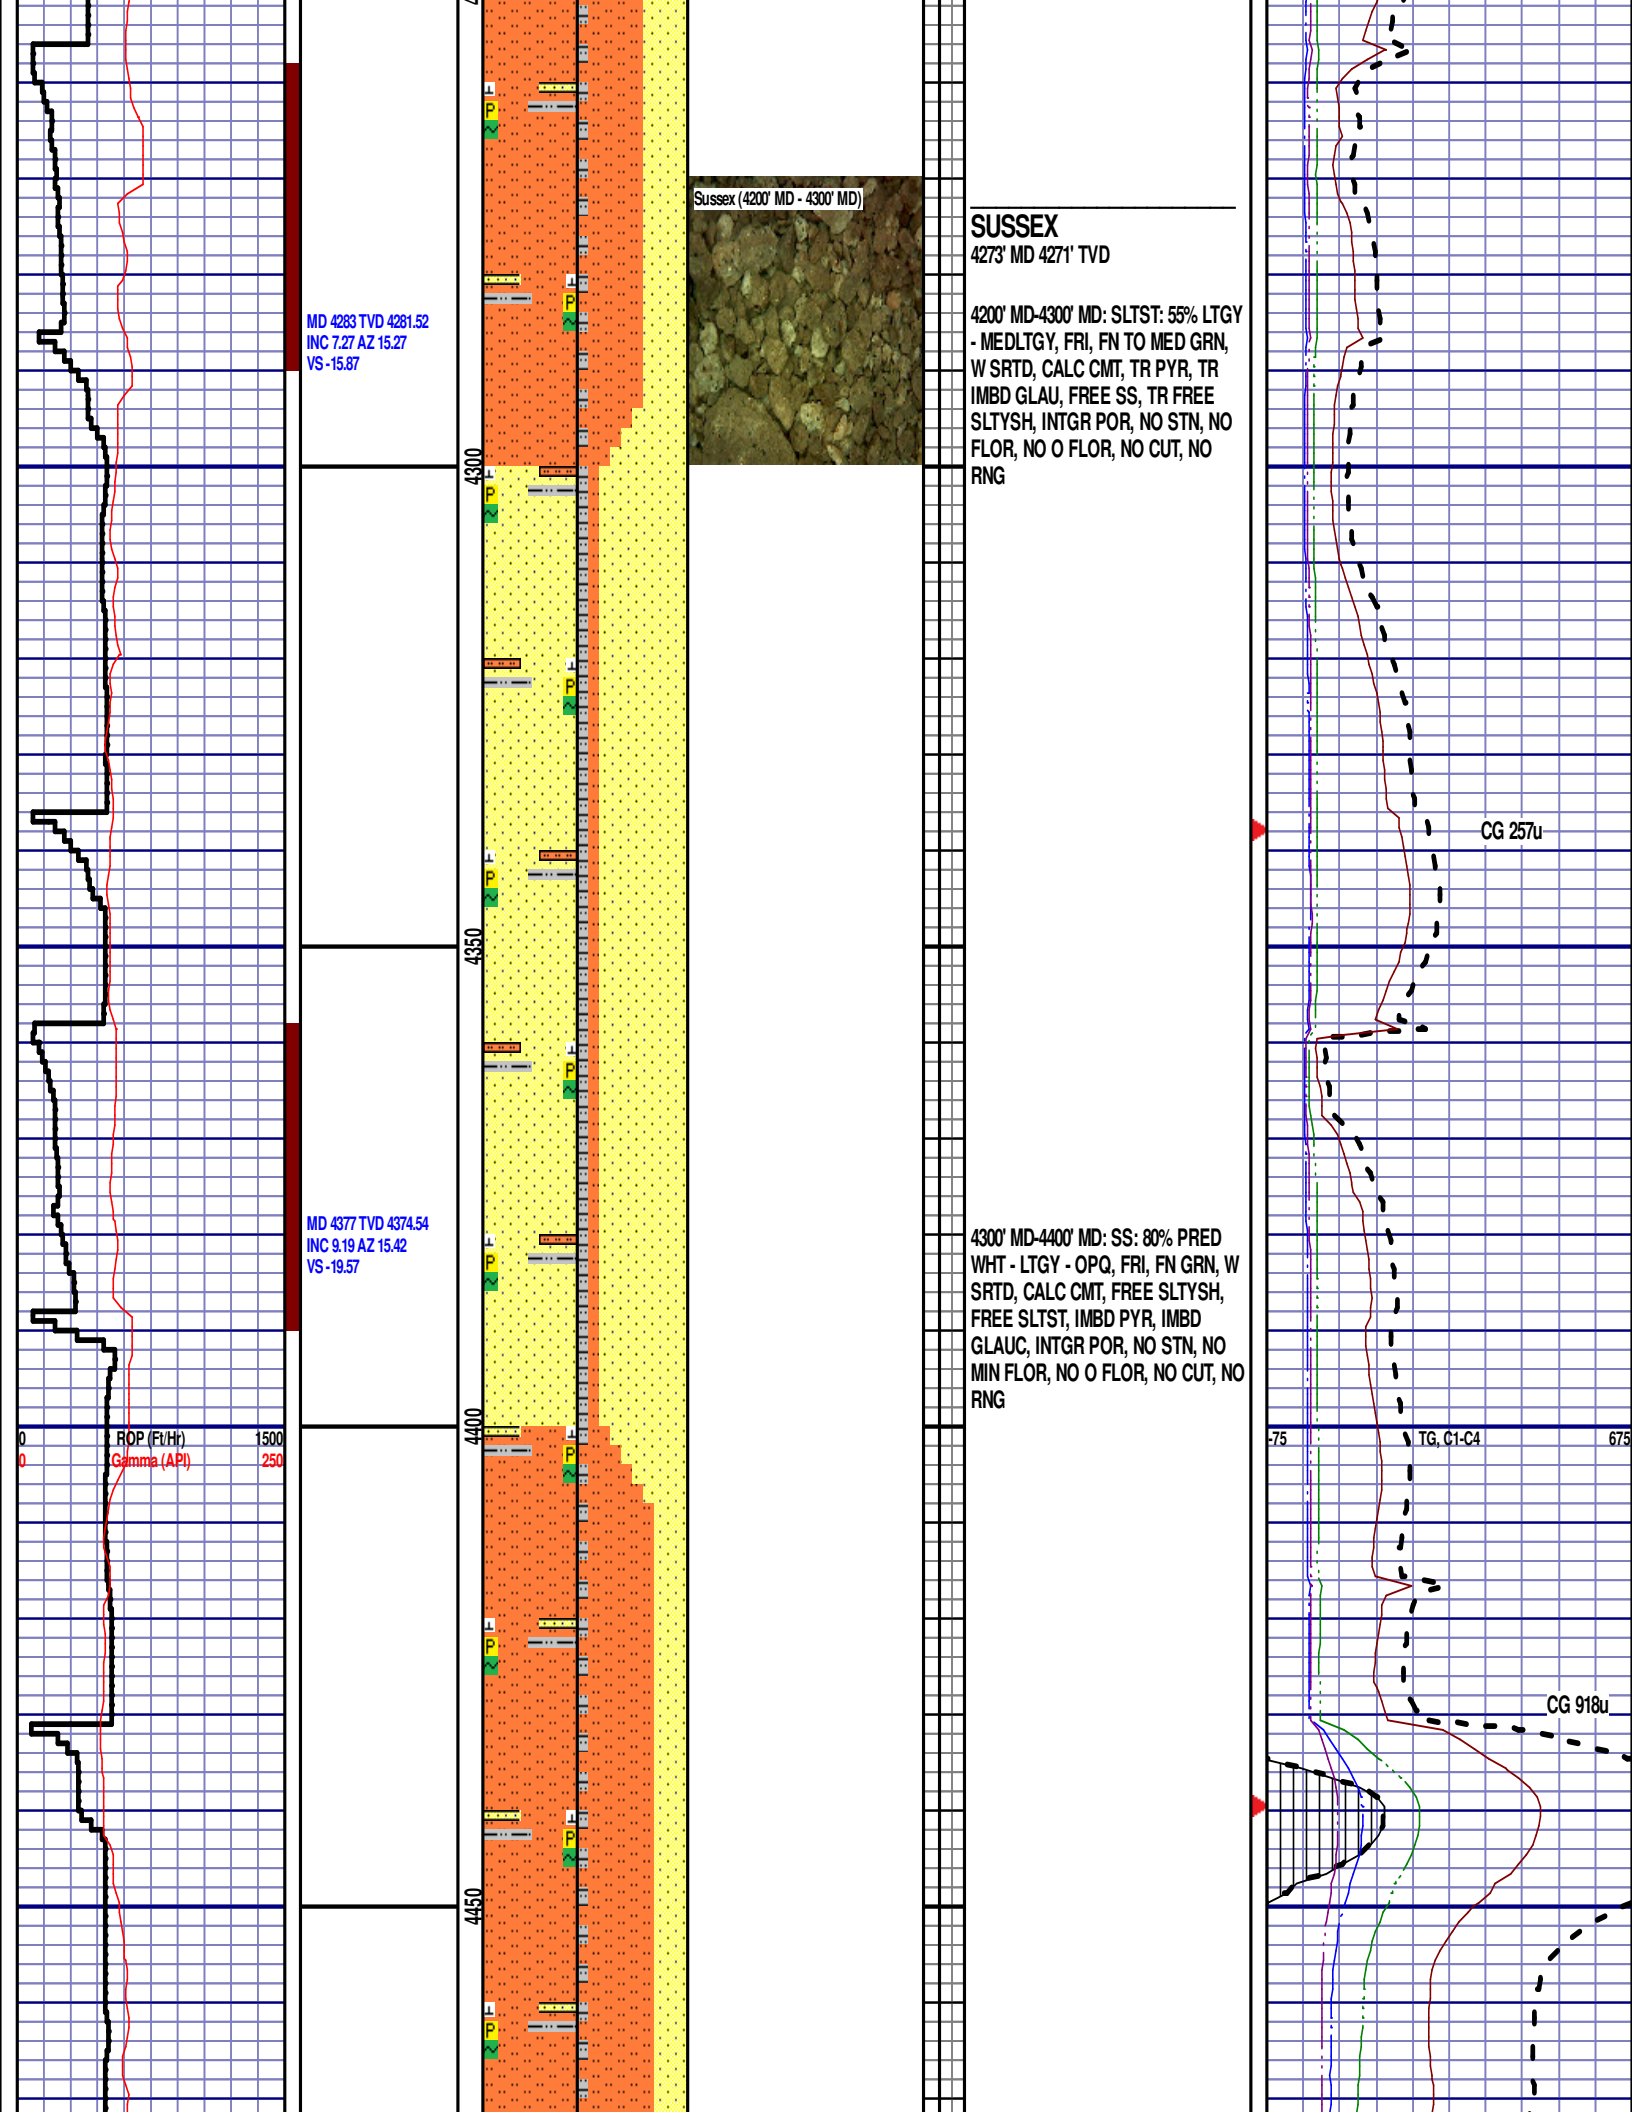 Sussex (4200' MD - 4300' MD)
SUSSEX
4273' MD 4271' TVD
4200' MD-4300' MD: SLTST: 55% LTGY
- MEDLTGY, FRI, FN TO MED GRN,
W SRTD, CALC CMT, TR PYR, TR
IMBD GLAU, FREE SS, TR FREE
SLTYSH, INTGR POR, NO STN, NO
FLOR, NO O FLOR, NO CUT, NO
RNG
MD 4283 TVD 4281.52
INC 7.27 AZ 15.27
VS -15.87
4300
CG 257u
4350
MD 4377 TVD 4374.54
INC 9.19 AZ 15.42
VS -19.57
4300' MD-4400' MD: SS: 80% PRED
WHT - LTGY - OPQ, FRI, FN GRN, W
SRTD, CALC CMT, FREE SLTYSH,
FREE SLTST, IMBD PYR, IMBD
GLAUC, INTGR POR, NO STN, NO
MIN FLOR, NO O FLOR, NO CUT, NO
RNG
4400
0 ROP (Ft/Hr) 1500
0 Gamma (API) 250
-75 TG, C1-C4 675
CG 918u
4450
P
P
P
P
P
P
P
P
P
P
P